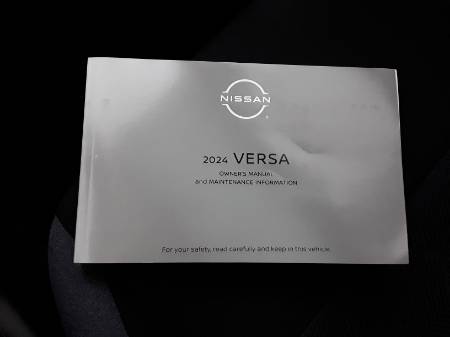 NISSAN
2024 VERSA
OWNER'S MANUAL
and MAINTENANCE INFORMATION
For your safety, read carefully and keep in this vehicle.